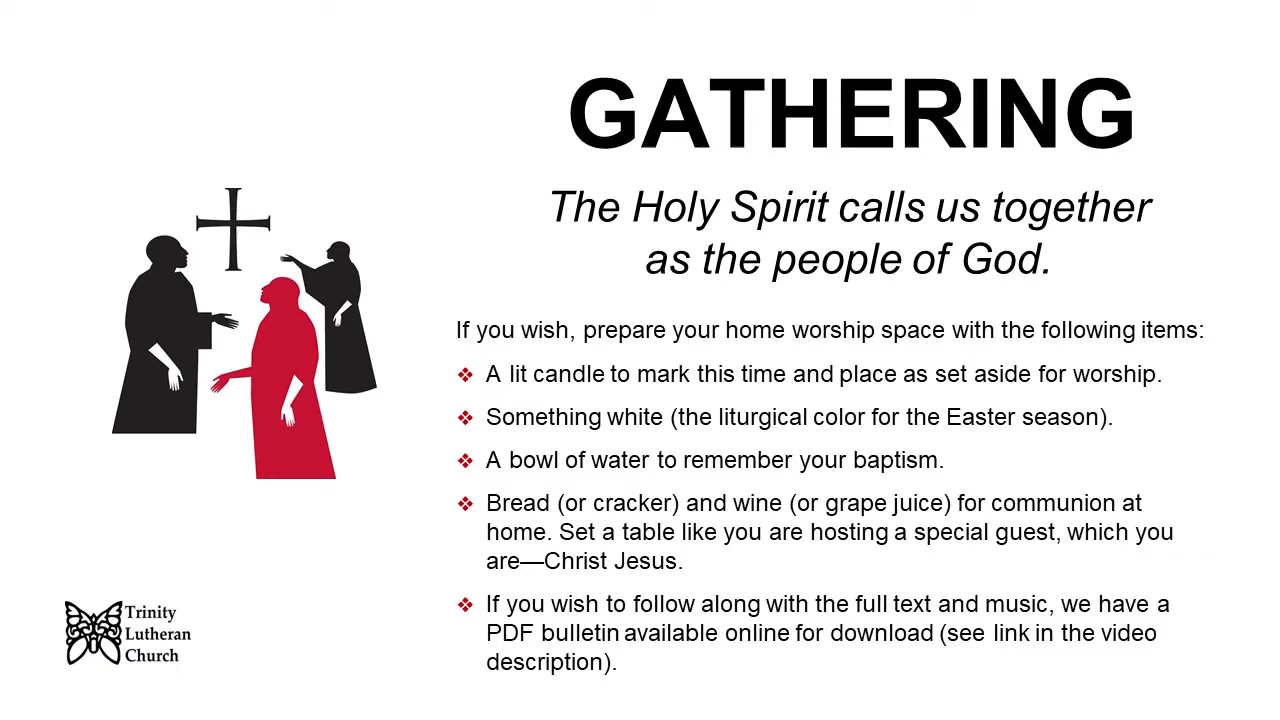 GATHERING
The Holy Spirit calls us together
as the people of God.
If you wish, prepare your home worship space with the following items:
❖ A lit candle to mark this time and place as set aside for worship.
❖ Something white (the liturgical color for the Easter season).
❖ A bowl of water to remember your baptism.
❖ Bread (or cracker) and wine (or grape juice) for communion at
home. Set a table like you are hosting a special guest, which you
are—Christ Jesus.
❖ If you wish to follow along with the full text and music, we have a
PDF bulletin available online for download (see link in the video
description).
Trinity
Lutheran
Church